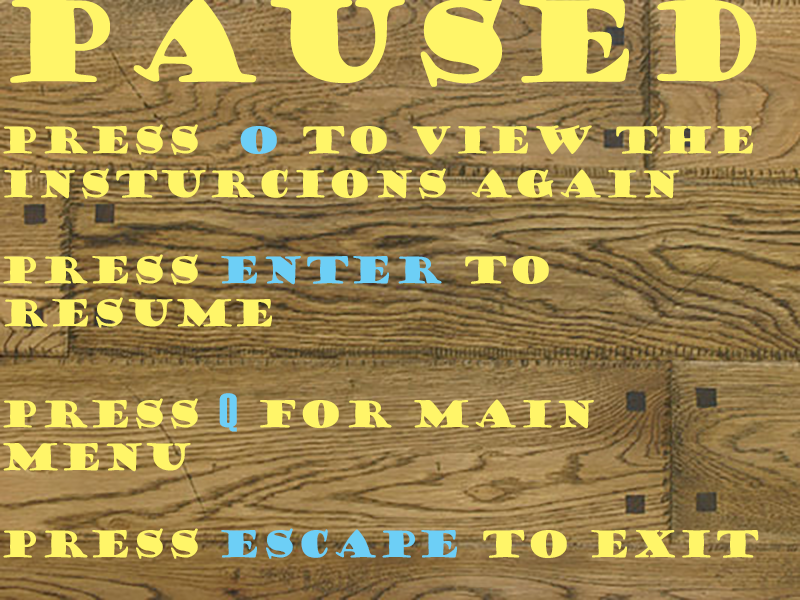 PAUSED
PRESS O TO VIEW THE
INSTURCIONS AGAIN
PRESS ENTER TO
RESUME
PRESS Q FOR MAIN
MENU
PRESS ESCAPE TO EXIT